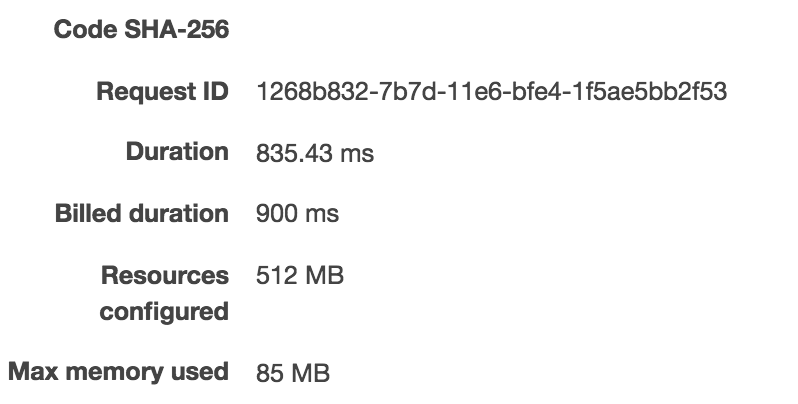 Code SHA-256
Request ID 1268b832-7b7d-11e6-bfe4-1f5ae5bb2f53
Duration 835.43 ms
Billed duration 900 ms
Resources 512 MB
configured
Max memory used 85 MB